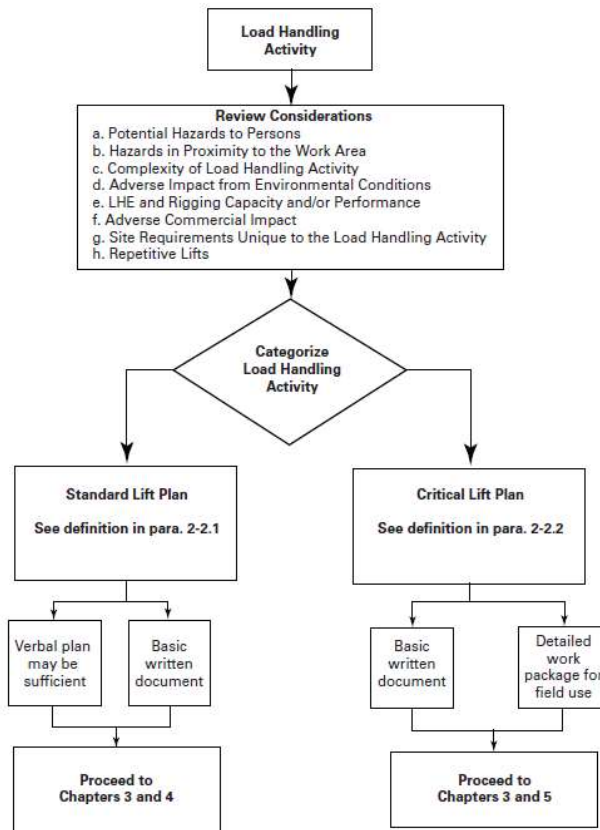 Load Handling
Activity
Review Considerations
a. Potential Hazards to Persons
b. Hazards in Proximity to the Work Area
c. Complexity of Load Handling Activity
d. Adverse Impact from Environmental Conditions
e. LHE and Rigging Capacity and/or Performance
f. Adverse Commercial Impact
g. Site Requirements Unique to the Load Handling Activity
h. Repetitive Lifts
Categorize
Load Handling
Activity
Standard Lift Plan
See definition in para. 2-2.1
Critical Lift Plan
See definition in para. 2-2.2
Verbal plan
may be
sufficient
Basic
written
document
Basic
written
document
Detailed
work
package for
field use
Proceed to
Chapters 3 and 4
Proceed to
Chapters 3 and 5